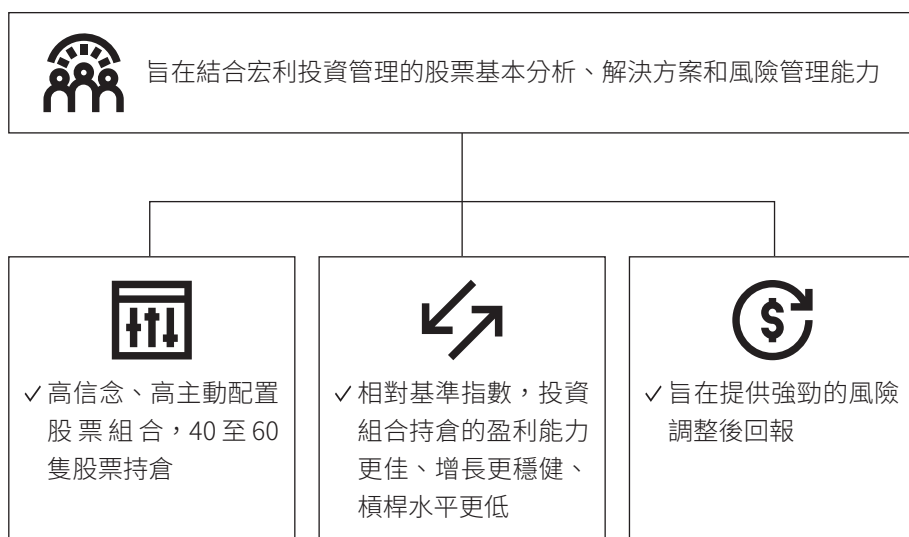 旨在結合宏利投資管理的股票基本分析、解決方案和風險管理能力
✓高信念、高主動配置
股票組合，40至60
隻股票持倉
✓相對基準指數，投資
組合持倉的盈利能力
更佳、增長更穩健、
槓桿水平更低
✓旨在提供強勁的風險
調整後回報